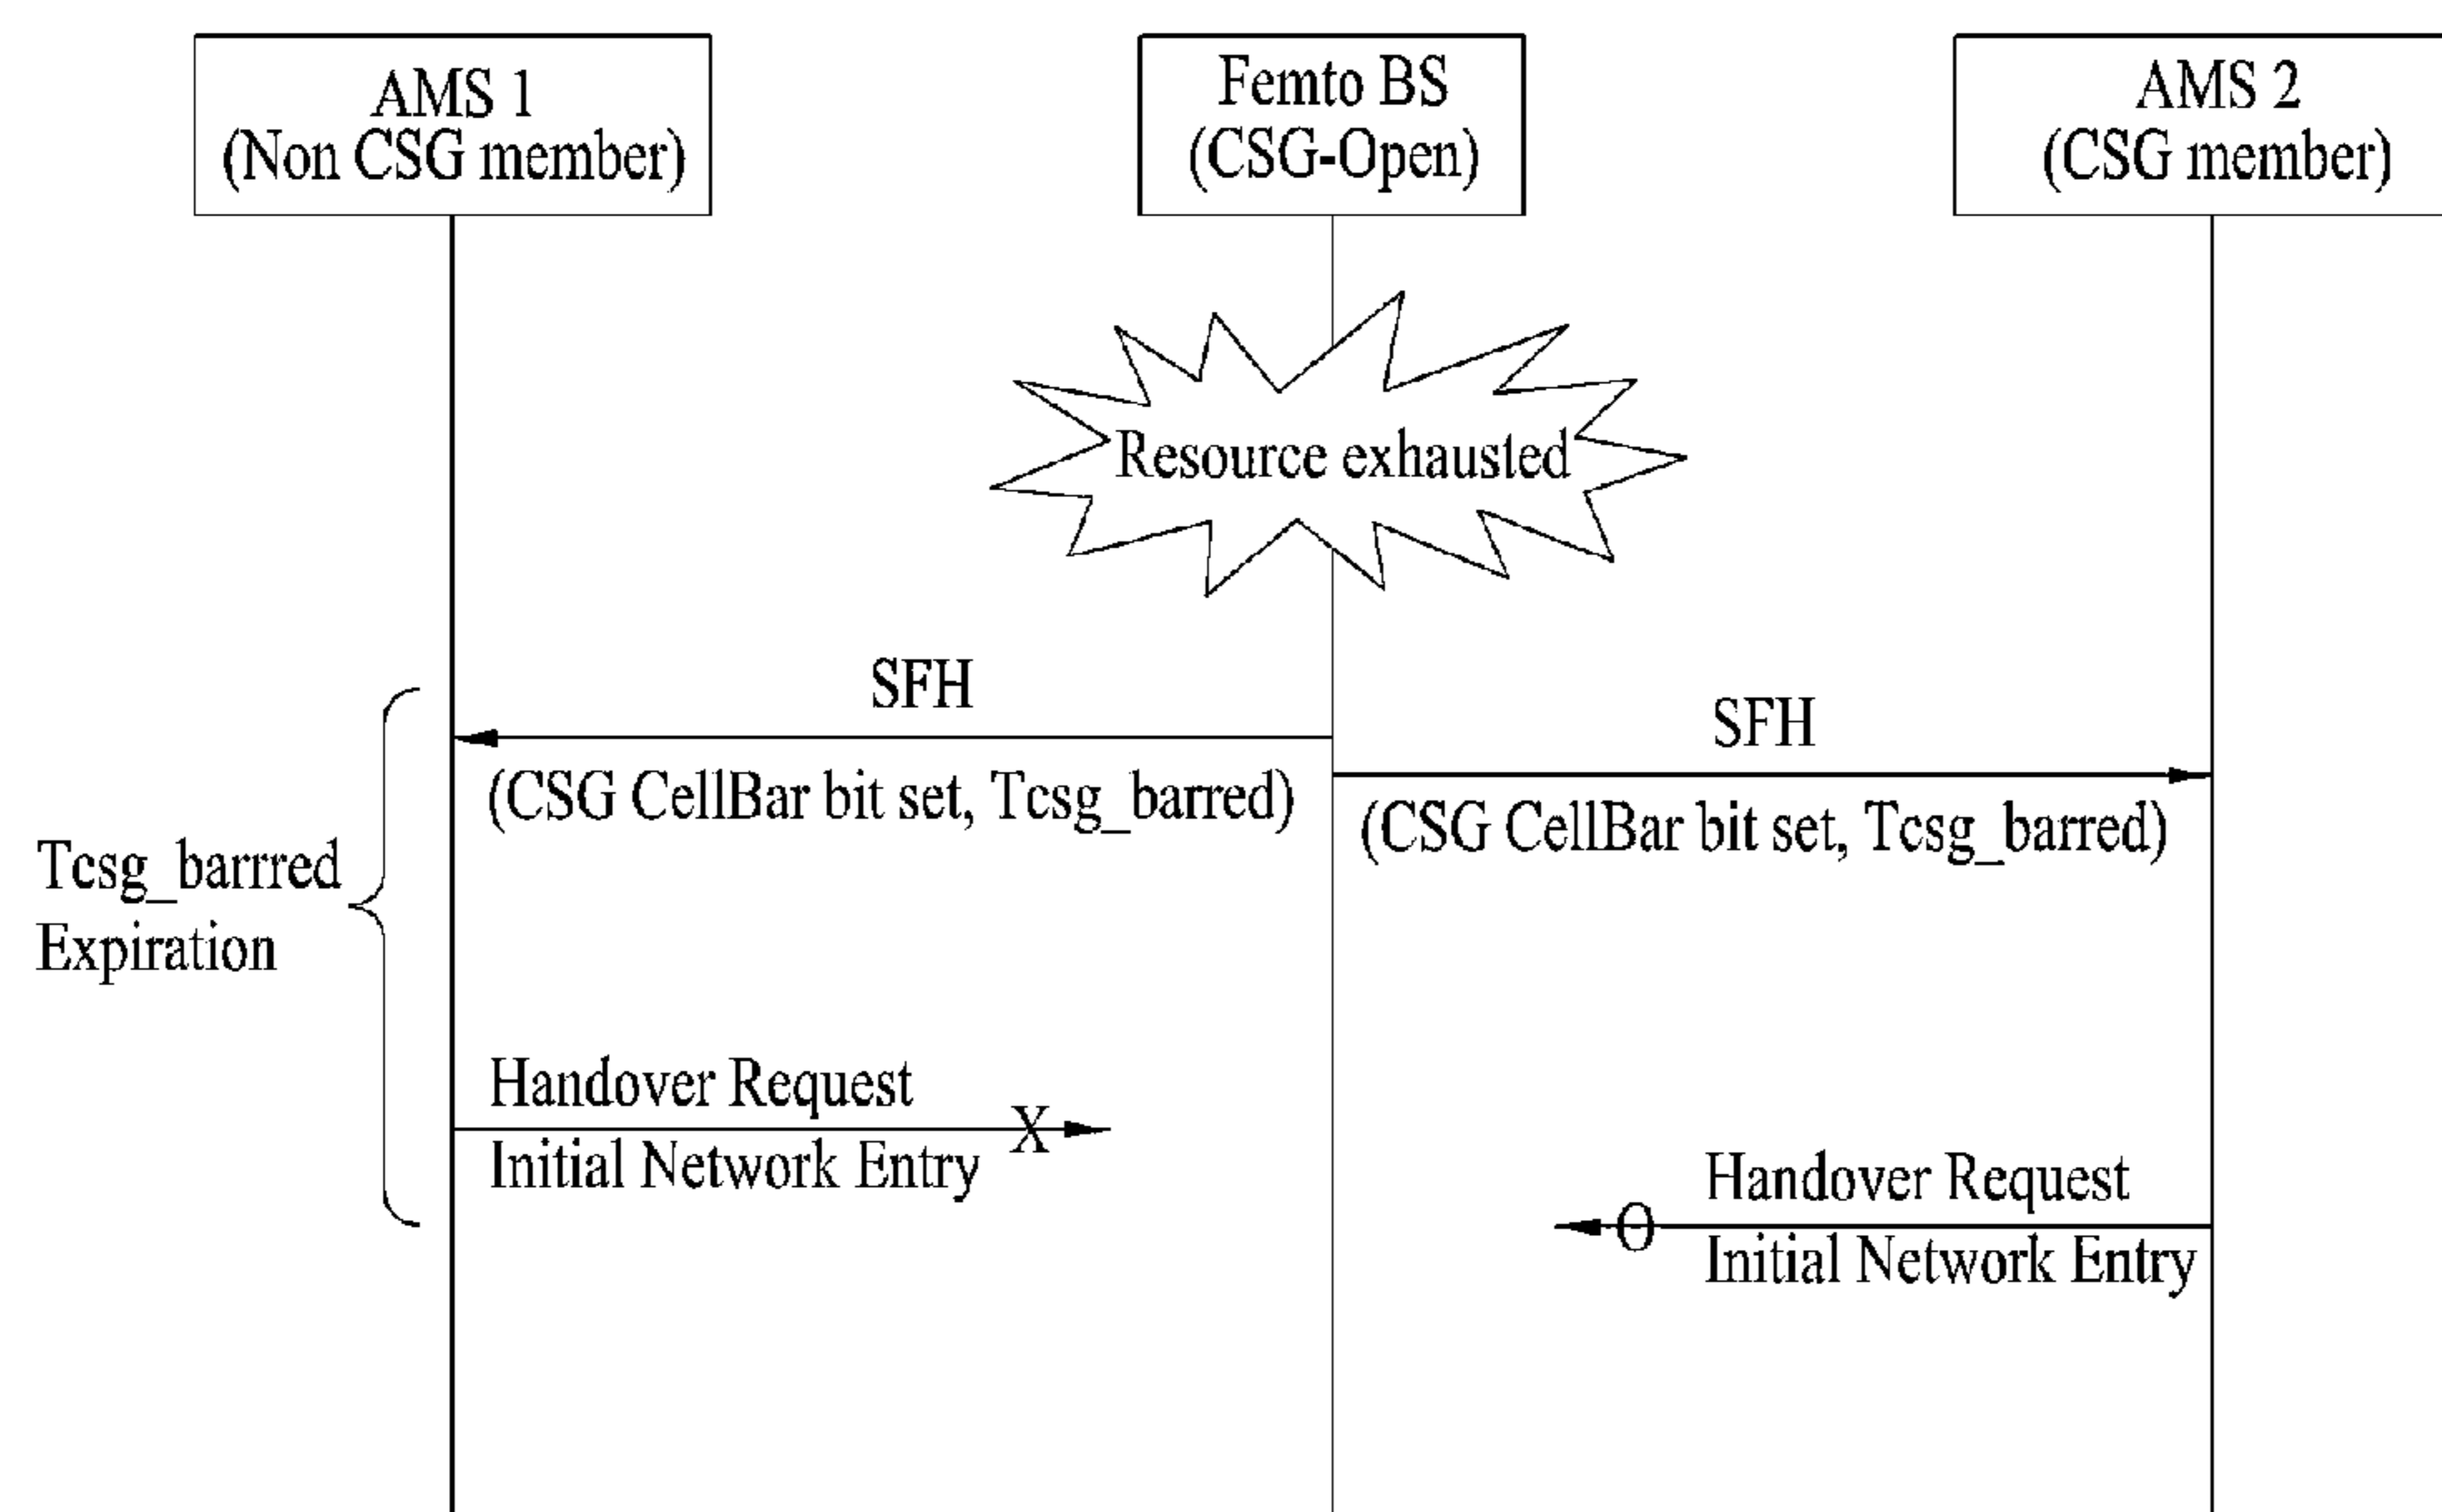 AMS 1
(Non CSG member)
Femto BS
(CSG-Open)
AMS 2
(CSG member)
Resource exhausted
SFH
(CSG CellBar bit set, Tcsg_barred)
SFH
(CSG CellBar bit set, Tcsg_barred)
Tcsg_barrred
Expiration
Handover Request
X
Initial Network Entry
Handover Request
O
Initial Network Entry